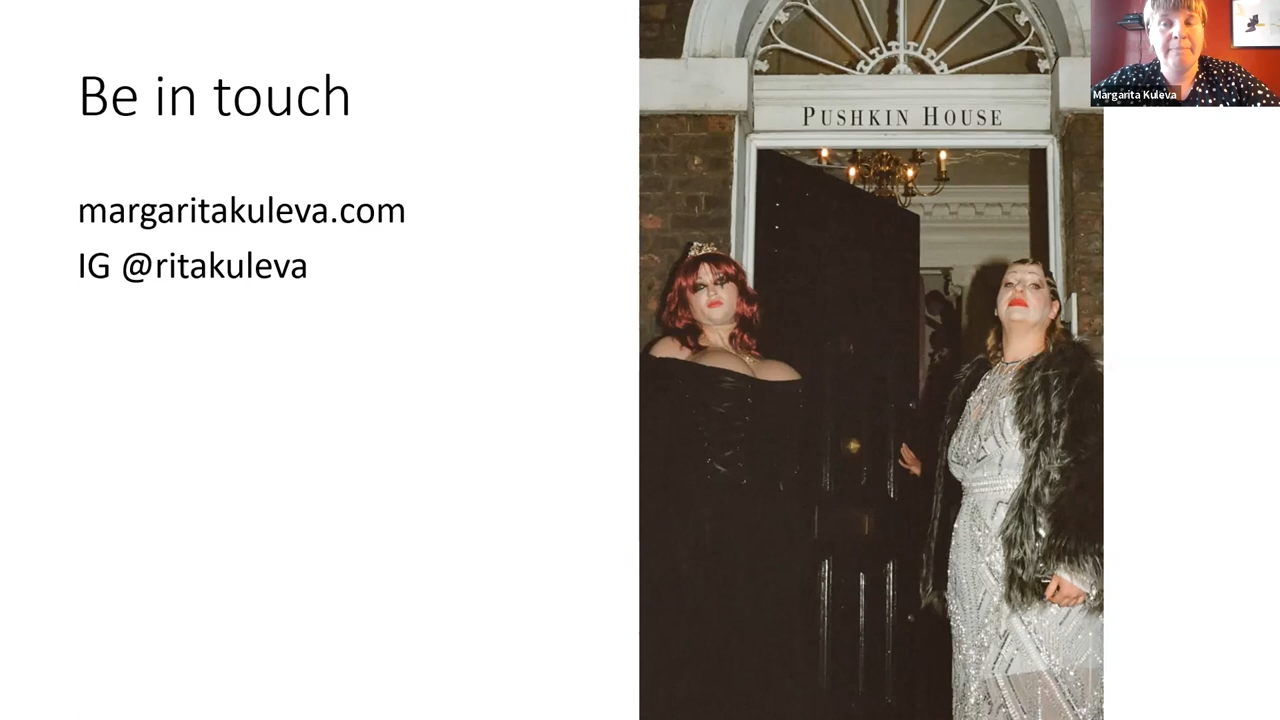 Be in touch
margaritakuleva.com
IG @ritakuleva
PUSHKIN HOUSE
Margarita Kuleva